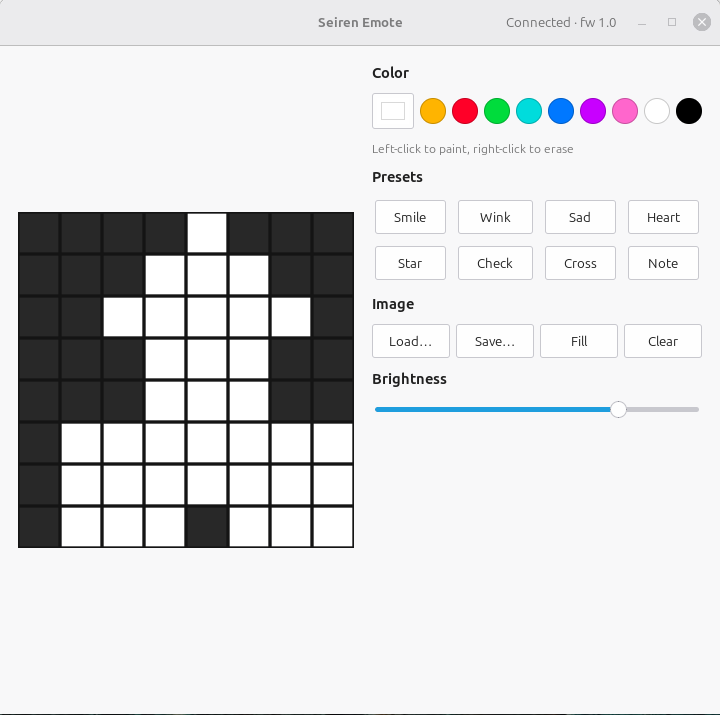 Seiren Emote
Connected · fw 1.0
Color
Left-click to paint, right-click to erase
Presets
Smile Wink Sad Heart
Star Check Cross Note
Image
Load... Save... Fill Clear
Brightness